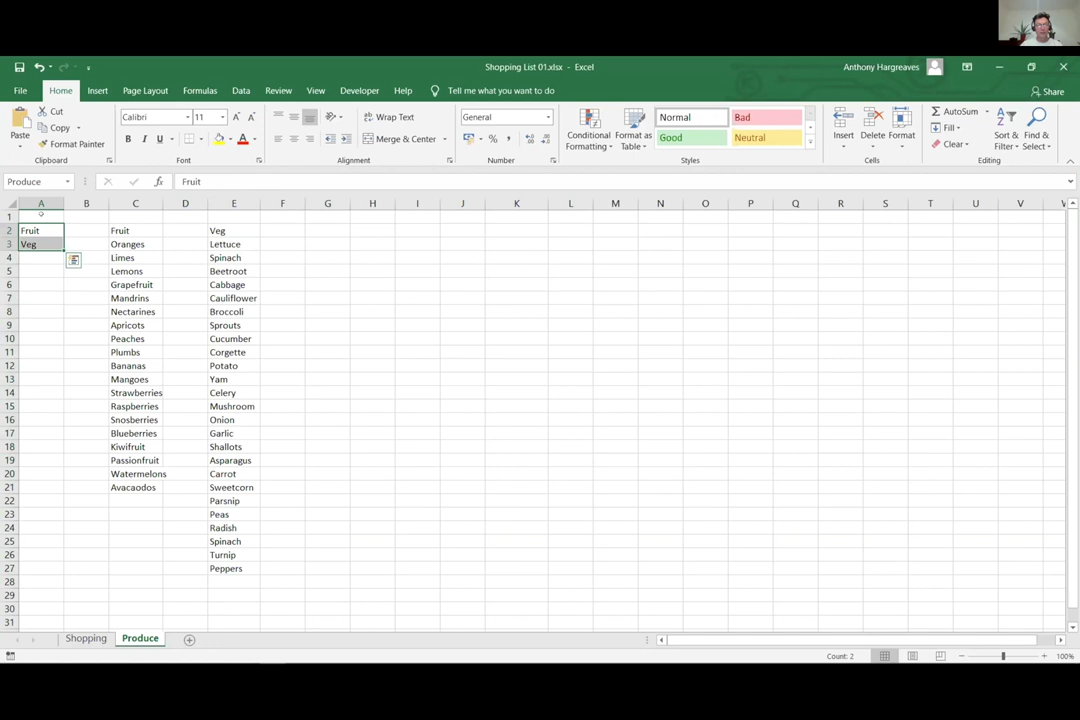 Shopping List 01.xlsx - Excel
Anthony Hargreaves
File Home Insert Page Layout Formulas Data Review View Developer Help Tell me what you want to do Share
Paste Cut Copy Format Painter Clipboard
Calibri 11 A A B I U A Font
Wrap Text Merge & Center Alignment
General % Number
Conditional Formatting Format as Table Normal Bad Good Neutral Styles
Insert Delete Format Cells
AutoSum Fill Clear Sort & Filter Find & Select Editing
Produce fx Fruit
A B C D E F G H I J K L M N O P Q R S T U V W
1
2 Fruit Fruit Veg
3 Veg Oranges Lettuce
4 Limes Spinach
5 Lemons Beetroot
6 Grapefruit Cabbage
7 Mandrins Cauliflower
8 Nectarines Broccoli
9 Apricots Sprouts
10 Peaches Cucumber
11 Plumbs Corgette
12 Bananas Potato
13 Mangoes Yam
14 Strawberries Celery
15 Raspberries Mushroom
16 Snosberries Onion
17 Blueberries Garlic
18 Kiwifruit Shallots
19 Passionfruit Asparagus
20 Watermelons Carrot
21 Avacaodos Sweetcorn
22 Parsnip
23 Peas
24 Radish
25 Spinach
26 Turnip
27 Peppers
28
29
30
31
Shopping Produce
Count: 2 100%